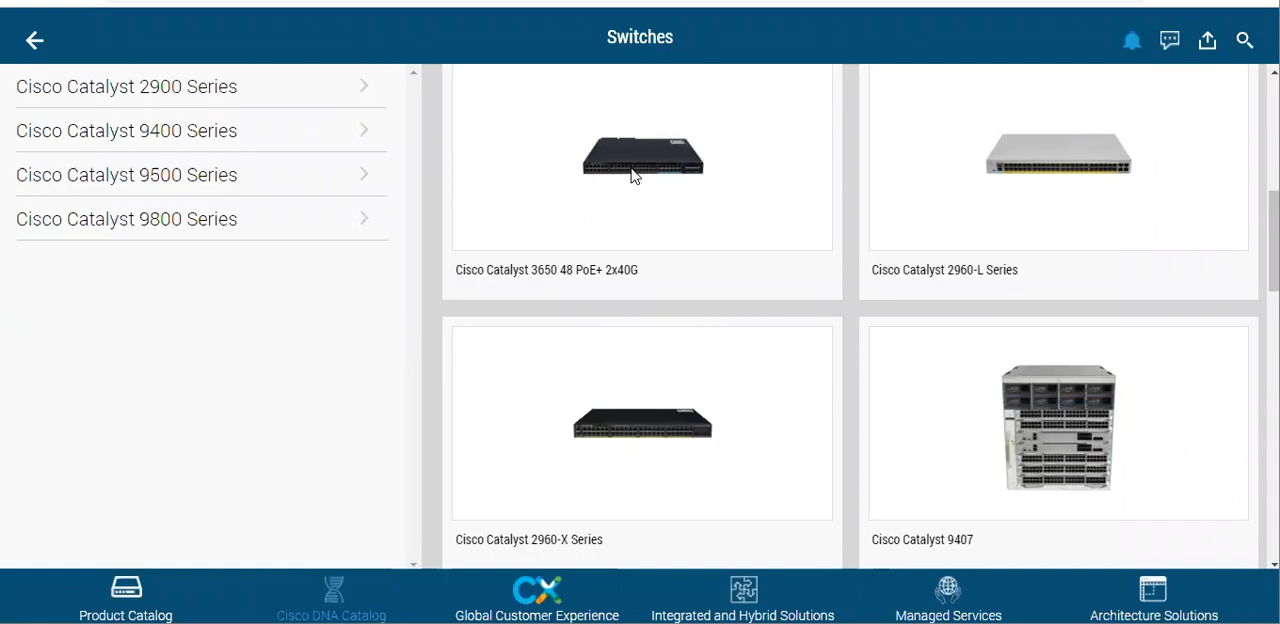 Switches
Cisco Catalyst 2900 Series
Cisco Catalyst 9400 Series
Cisco Catalyst 9500 Series
Cisco Catalyst 9800 Series
Cisco Catalyst 3650 48 PoE+ 2x40G
Cisco Catalyst 2960-L Series
Cisco Catalyst 2960-X Series
Cisco Catalyst 9407
Product Catalog
Cisco DNA Catalog
CX
Global Customer Experience
Integrated and Hybrid Solutions
Managed Services
Architecture Solutions